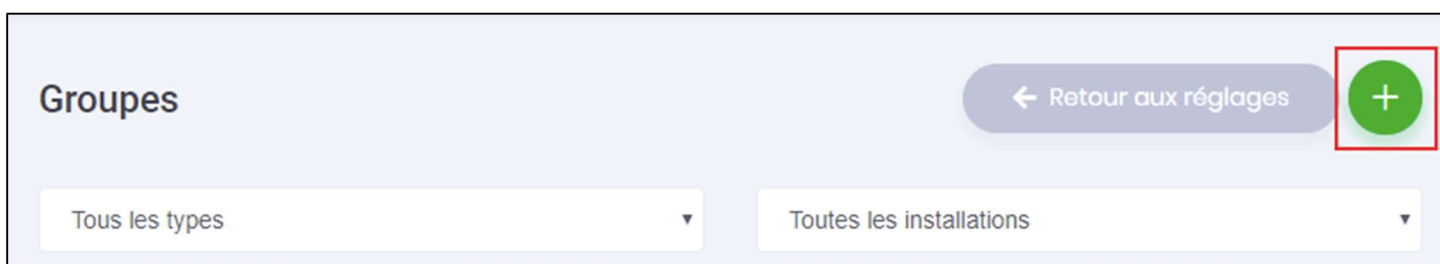 Groupes
Retour aux réglages
Tous les types
Toutes les installations